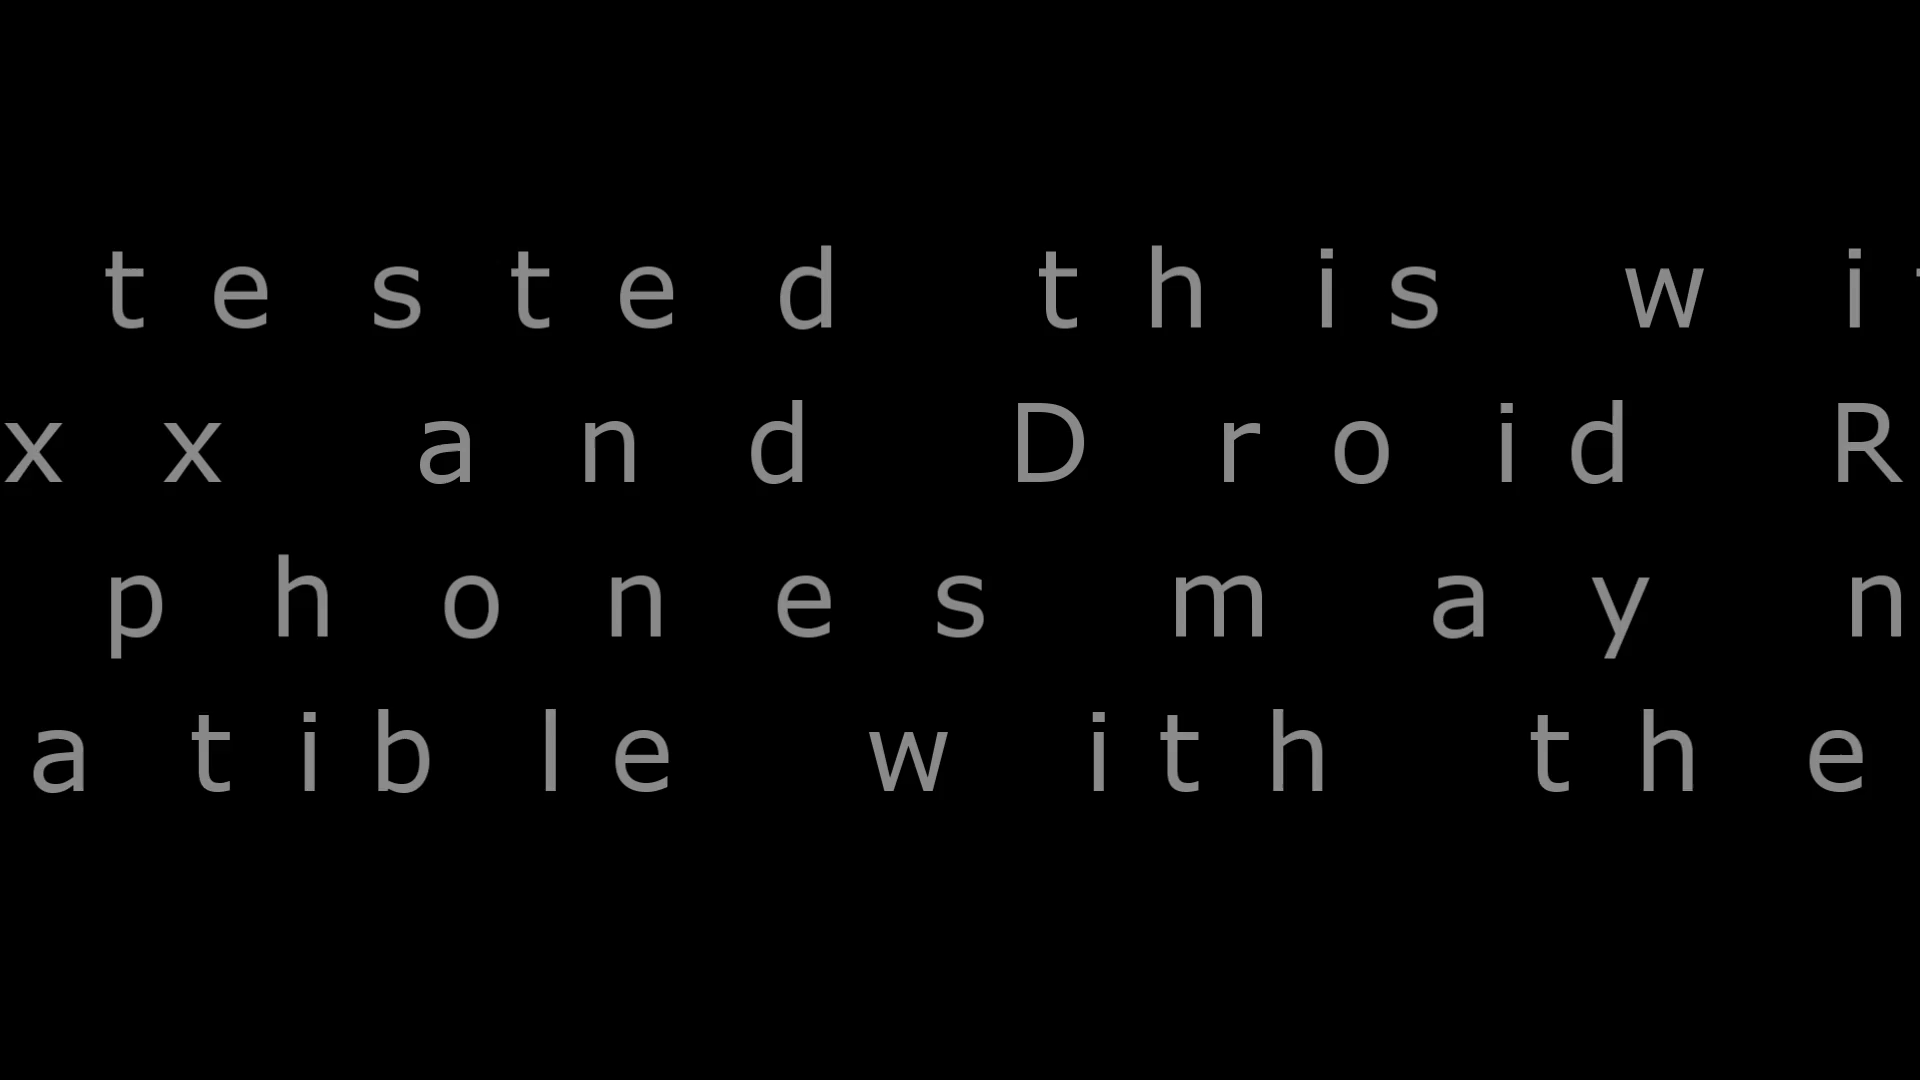 tested this wi
xx and Droid R
phones may n
atible with the